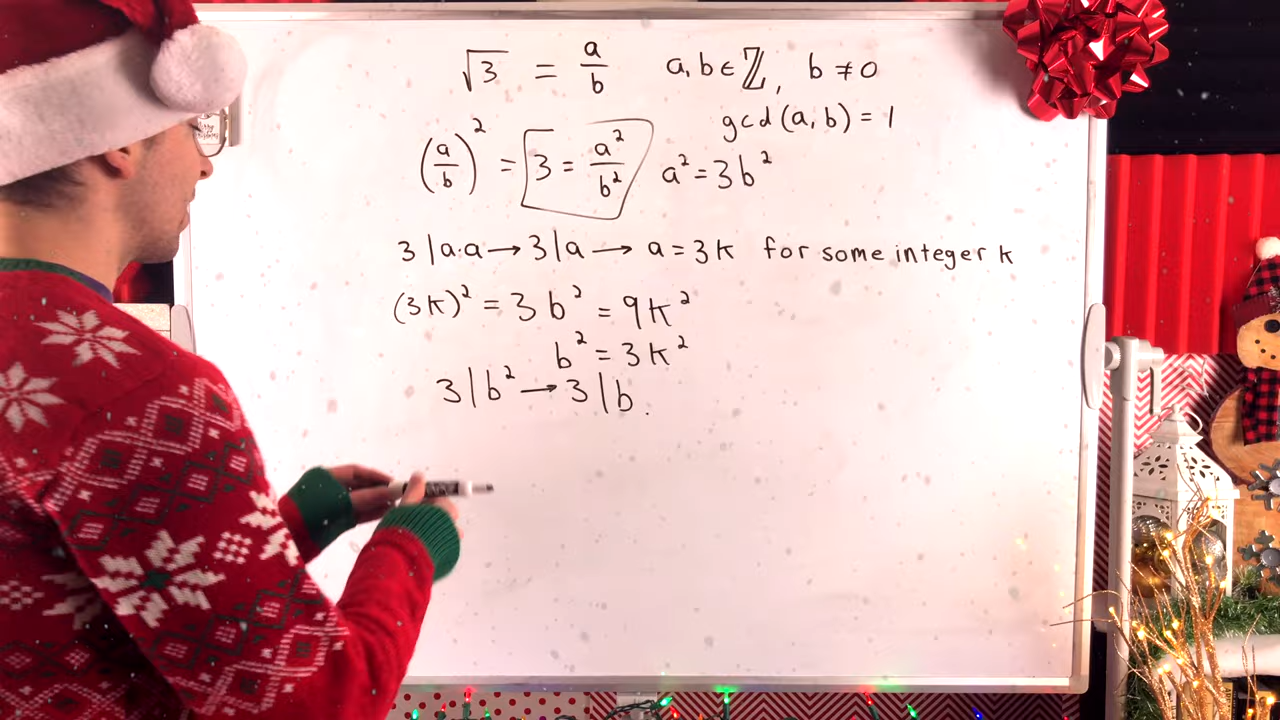 √3 = a/b a, b ∈ ℤ, b ≠ 0
gcd(a, b) = 1
(a/b)² = 3 = a²/b² a² = 3b²
3 | a·a → 3 | a → a = 3k for some integer k
(3k)² = 3b² = 9k²
b² = 3k²
3 | b² → 3 | b.